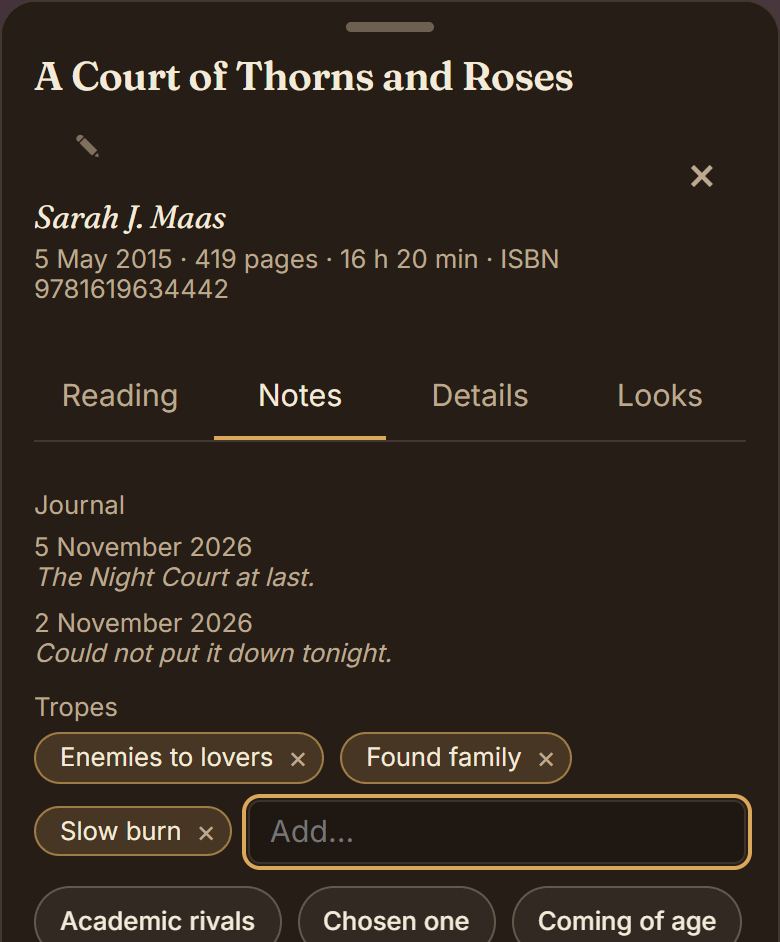 A Court of Thorns and Roses
Sarah J. Maas
5 May 2015 · 419 pages · 16 h 20 min · ISBN
9781619634442
Reading Notes Details Looks
Journal
5 November 2026
The Night Court at last.
2 November 2026
Could not put it down tonight.
Tropes
Enemies to lovers × Found family ×
Slow burn × Add...
Academic rivals Chosen one Coming of age